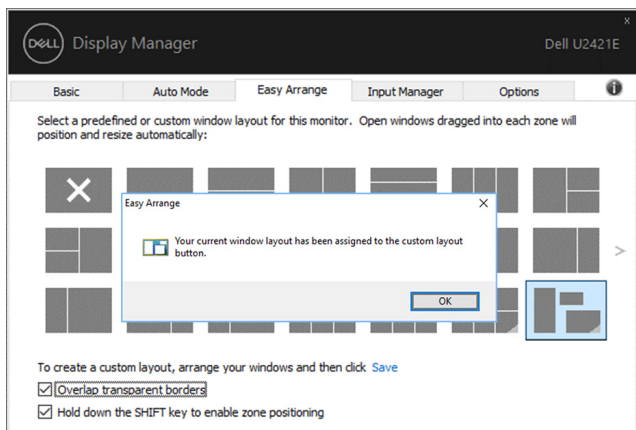 x
DELL Display Manager
Dell U2421E
Basic Auto Mode Easy Arrange Input Manager Options
Select a predefined or custom window layout for this monitor. Open windows dragged into each zone will
position and resize automatically:
Easy Arrange
Your current window layout has been assigned to the custom layout
button.
OK
To create a custom layout, arrange your windows and then click Save
Overlap transparent borders
Hold down the SHIFT key to enable zone positioning